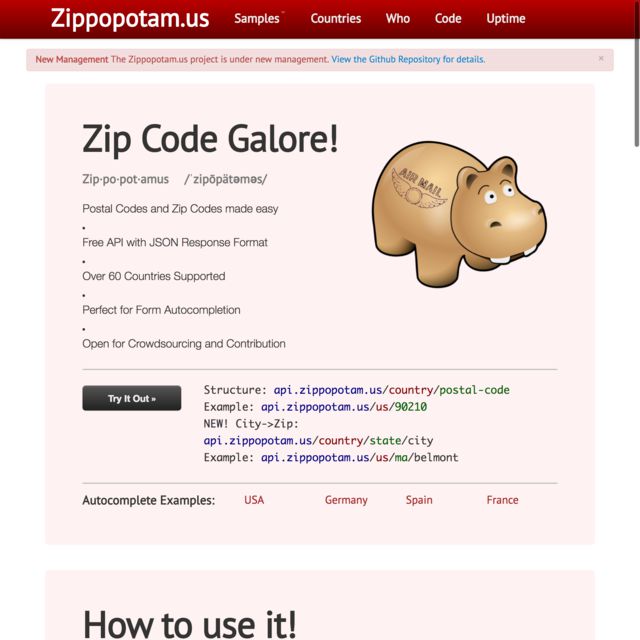 Zippopotam.us
Samples
Countries
Who
Code
Uptime
New Management The Zippopotam.us project is under new management. View the Github Repository for details.
×
Zip Code Galore!
Zip·po·pot·amus /ˈzipōpätəməs/
Postal Codes and Zip Codes made easy
•
Free API with JSON Response Format
•
Over 60 Countries Supported
•
Perfect for Form Autocompletion
•
Open for Crowdsourcing and Contribution
AIR MAIL
Try It Out »
Structure: api.zippopotam.us/country/postal-code
Example: api.zippopotam.us/us/90210
NEW! City->Zip:
api.zippopotam.us/country/state/city
Example: api.zippopotam.us/us/ma/belmont
Autocomplete Examples: USA Germany Spain France
How to use it!